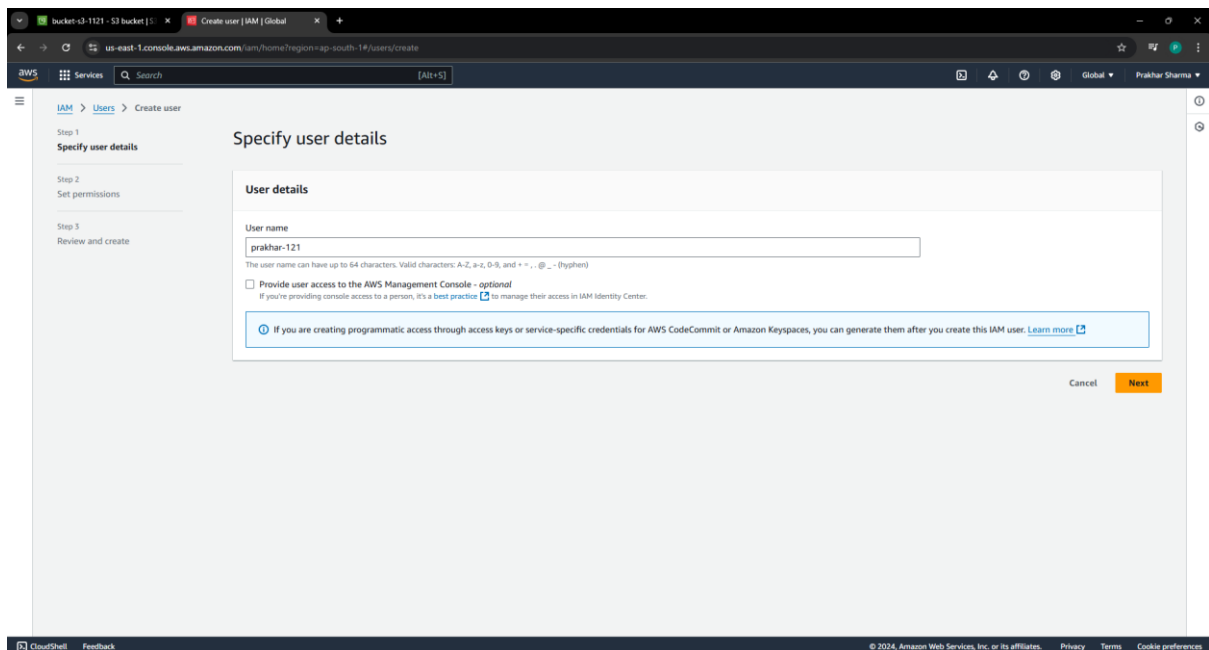 bucket-s3-1121 - S3 bucket | S3
Create user | IAM | Global
us-east-1.console.aws.amazon.com/iam/home?region=ap-south-1#/users/create
aws
Services
Search
[Alt+S]
Global
Prakhar Sharma
IAM > Users > Create user
Step 1
Specify user details
Step 2
Set permissions
Step 3
Review and create
Specify user details
User details
User name
prakhar-121
The user name can have up to 64 characters. Valid characters: A-Z, a-z, 0-9, and + = , . @ _ - (hyphen)
Provide user access to the AWS Management Console - optional
If you're providing console access to a person, it's a best practice to manage their access in IAM Identity Center.
If you are creating programmatic access through access keys or service-specific credentials for AWS CodeCommit or Amazon Keyspaces, you can generate them after you create this IAM user. Learn more
Cancel
Next
CloudShell
Feedback
© 2024, Amazon Web Services, Inc. or its affiliates.
Privacy
Terms
Cookie preferences